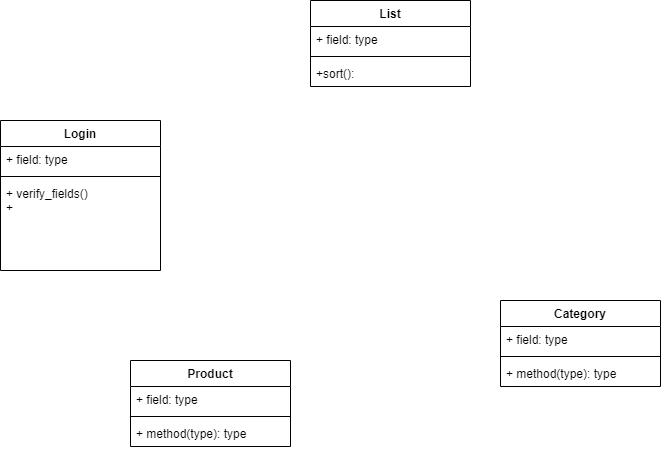 List
+ field: type
+sort():
Login
+ field: type
+ verify_fields()
+
Category
+ field: type
+ method(type): type
Product
+ field: type
+ method(type): type